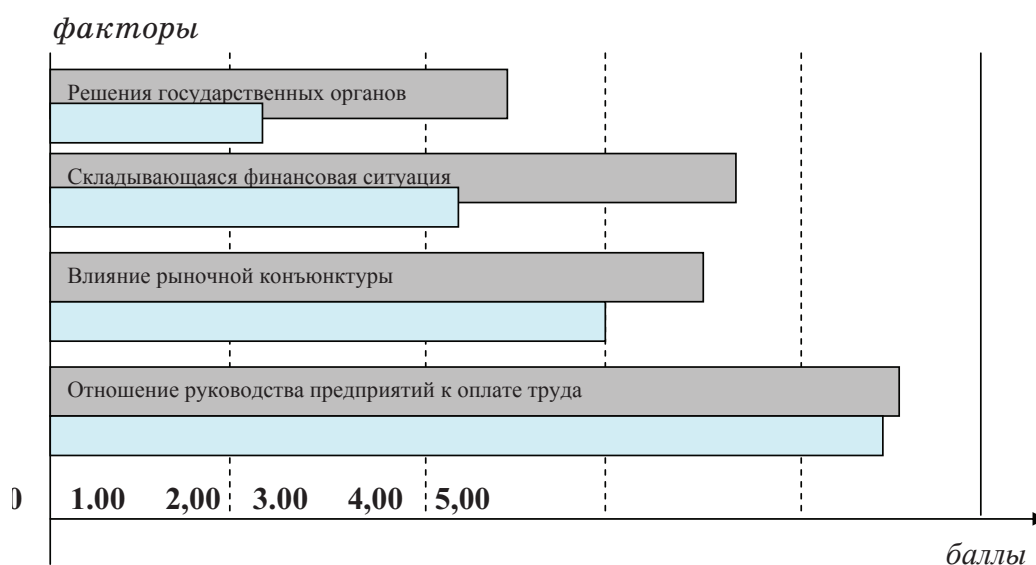 факторы
Решения государственных органов
Складывающаяся финансовая ситуация
Влияние рыночной конъюнктуры
Отношение руководства предприятий к оплате труда
0 1.00 2,00 3.00 4,00 5,00
баллы